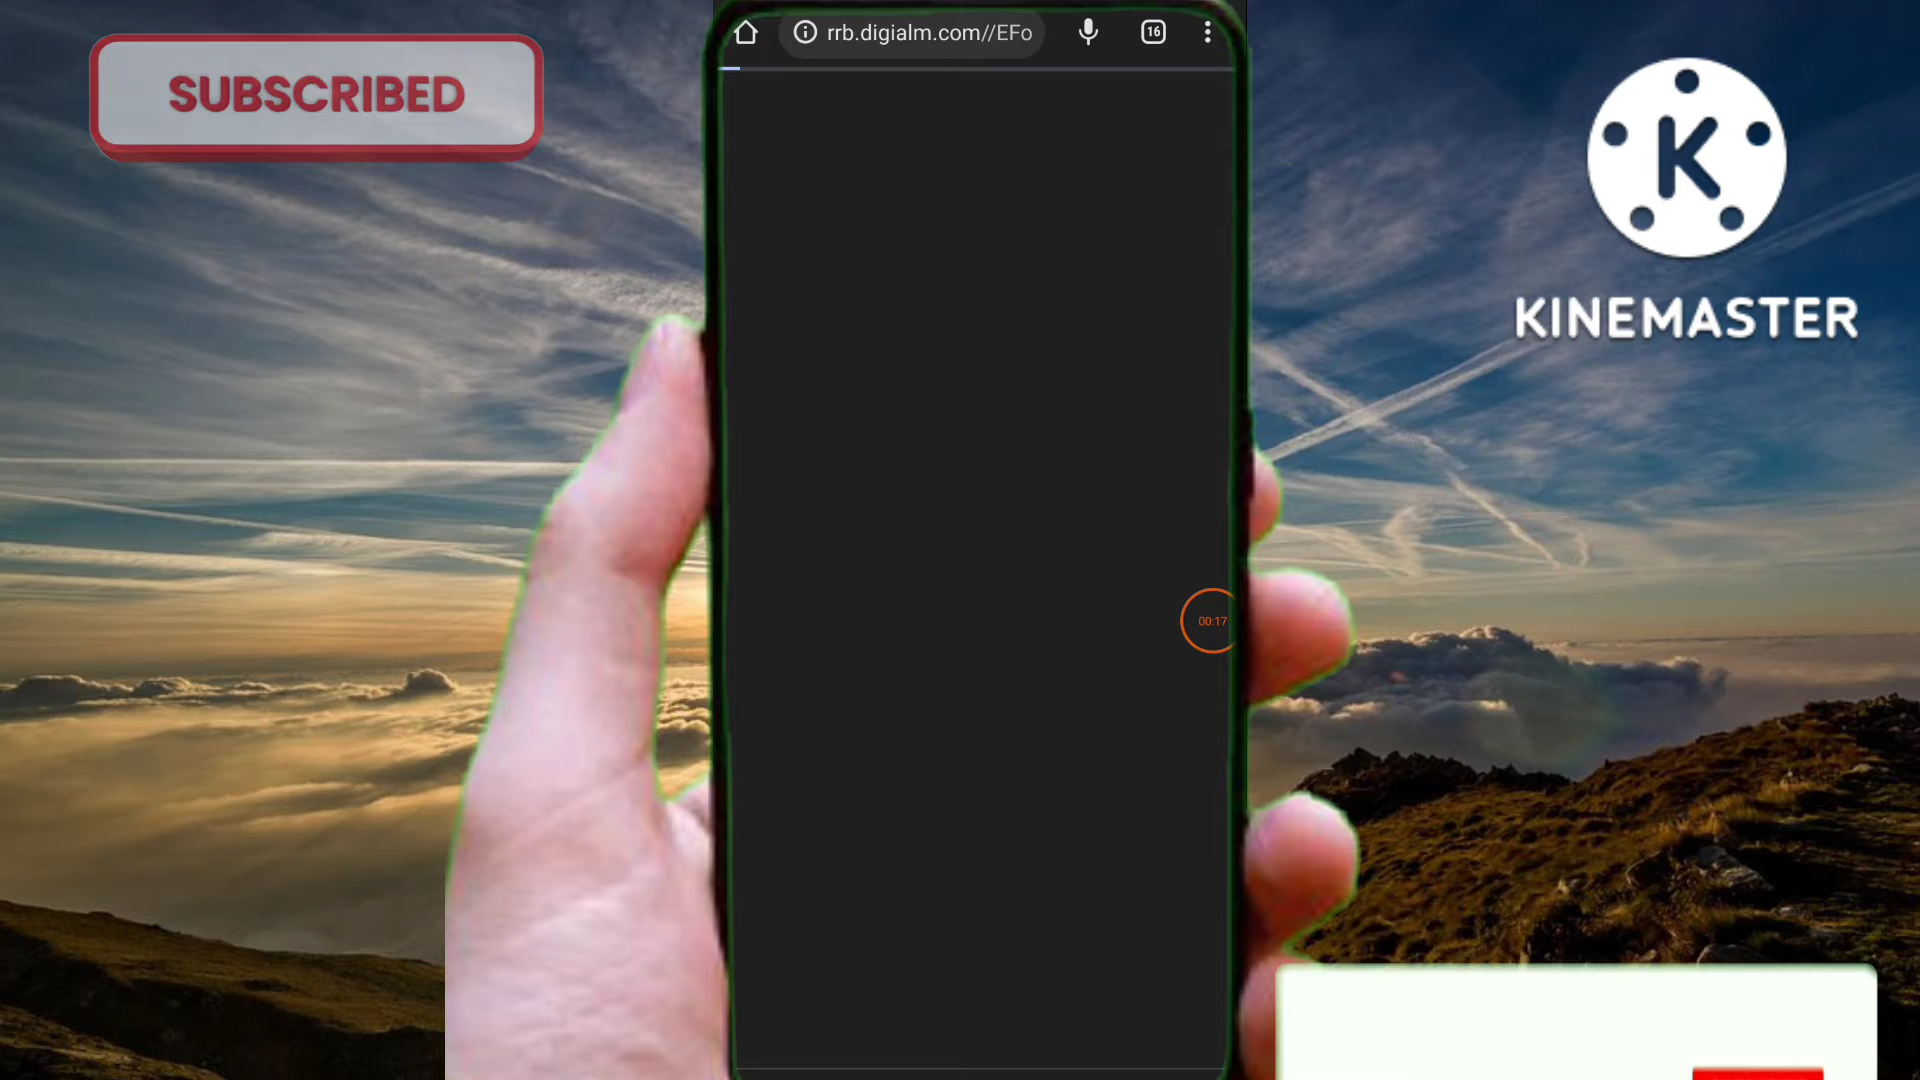 SUBSCRIBED
rrb.digialm.com//EFo
16
K
KINEMASTER
00:17